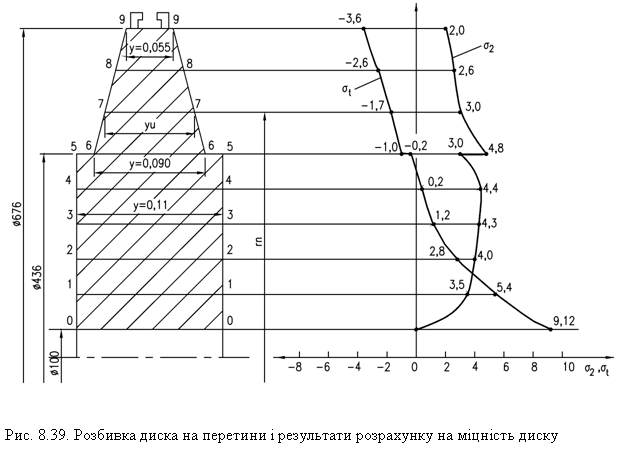 9 9 -3,6 2,0
σ2
y=0,055
8 8 -2,6 2,6
σt
7 7 -1,7 3,0
yu
5 6 6 5 -1,0 -0,2 3,0 4,8
y=0,090
4 4 0,2 4,4
y=0,11
3 3 1,2 4,3
rn
2 2 2,8 4,0
1 1 3,5 5,4
0 0 9,12
ø676
ø436
ø100
-8 -6 -4 -2 0 2 4 6 8 10
σ2 ,σt
Рис. 8.39. Розбивка диска на перетини і результати розрахунку на міцність диску